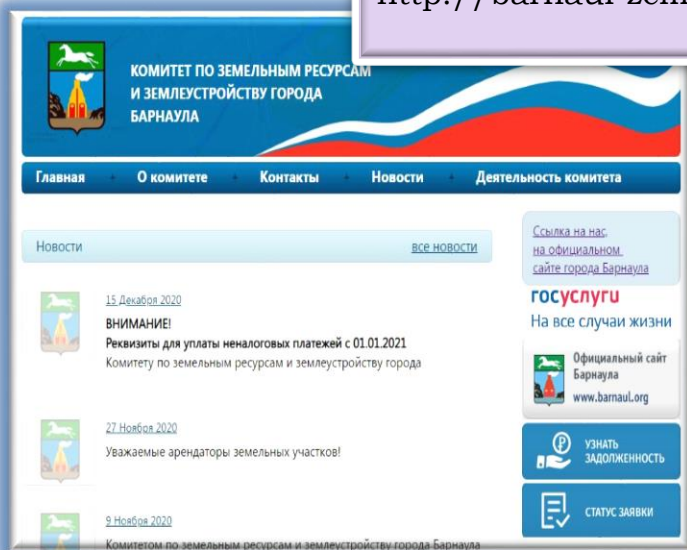 КОМИТЕТ ПО ЗЕМЕЛЬНЫМ РЕСУРСАМ
И ЗЕМЛЕУСТРОЙСТВУ ГОРОДА
БАРНАУЛА
Главная + О комитете + Контакты + Новости + Деятельность комитета
Новости
все новости
15 Декабря 2020
ВНИМАНИЕ!
Реквизиты для уплаты неналоговых платежей с 01.01.2021
Комитету по земельным ресурсам и землеустройству города
27 Ноября 2020
Уважаемые арендаторы земельных участков!
9 Ноября 2020
Комитетом по земельным ресурсам и землеустройству города Барнаула
Ссылка на нас
на официальном
сайте города Барнаула
госуслуги
На все случаи жизни
Официальный сайт
Барнаула
www.barnaul.org
УЗНАТЬ
ЗАДОЛЖЕННОСТЬ
СТАТУС ЗАЯВКИ